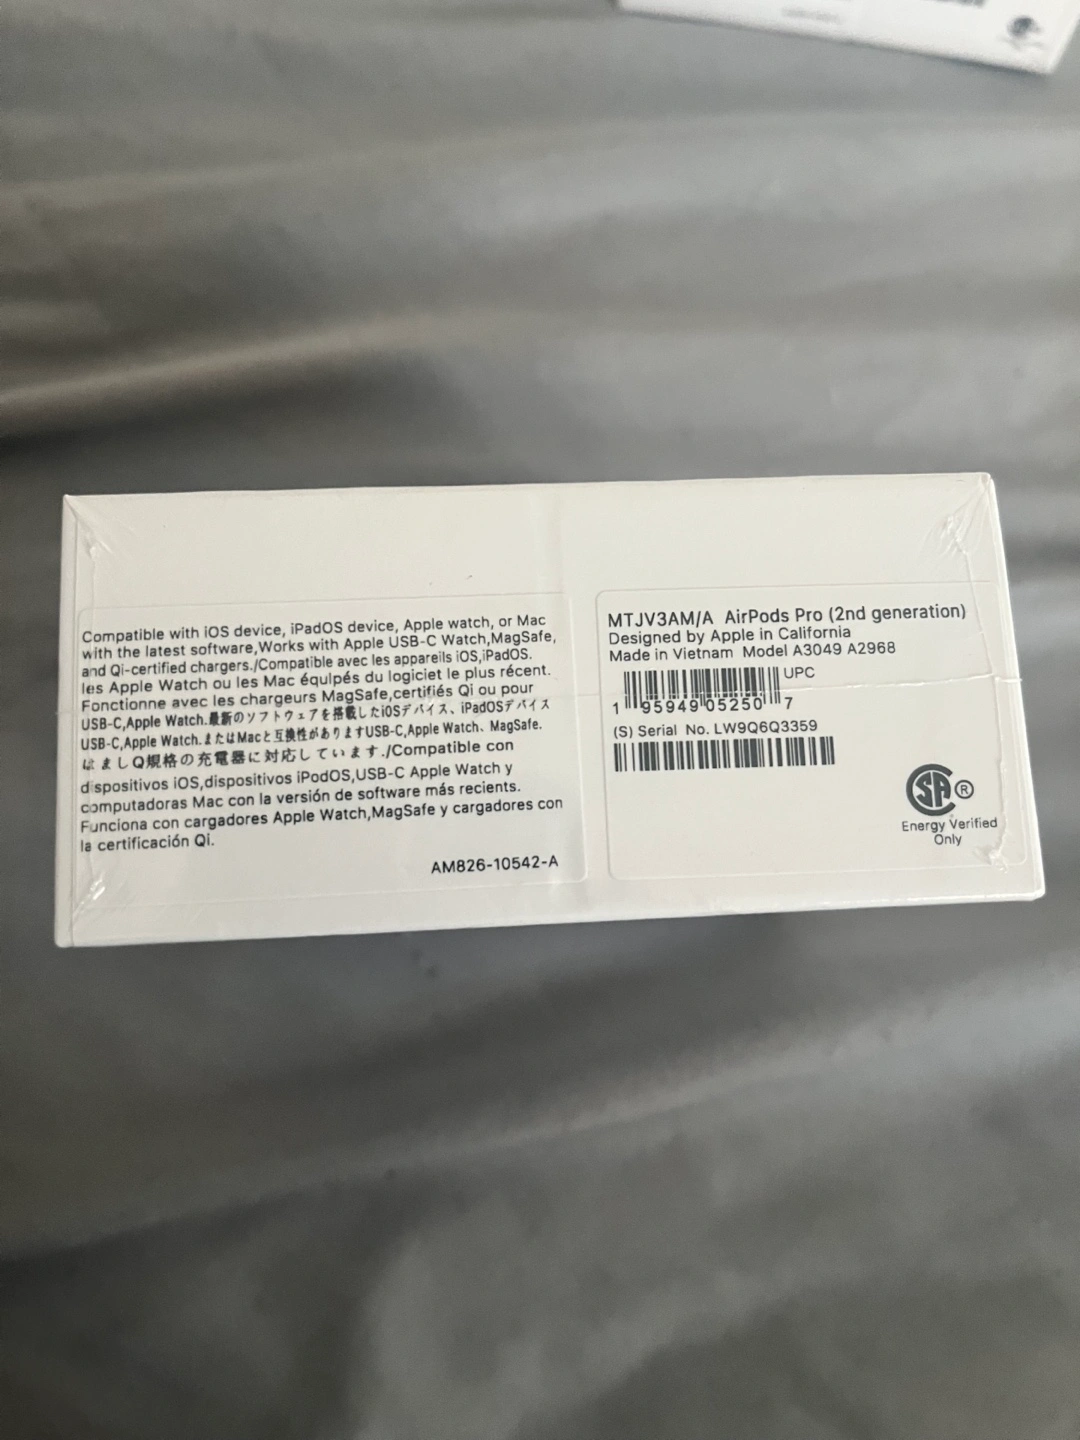 Compatible with iOS device, iPadOS device, Apple watch, or Mac
with the latest software,Works with Apple USB-C Watch,MagSafe,
and Qi-certified chargers./Compatible avec les appareils iOS,iPadOS.
les Apple Watch ou les Mac équlpés du logiciet le plus récent.
Fonctionne avec les chargeurs MagSafe,certifiés Qi ou pour
USB-C,Apple Watch.最新のソフトウェアを搭載したiOSデバイス、iPadOSデバイス
USB-C,Apple Watch.またはMacと互換性がありますUSB-C,Apple Watch、MagSafe.
はましQ規格の充電器に対応しています./Compatible con
dispositivos iOS,dispositivos iPodOS,USB-C Apple Watch y
computadoras Mac con la versión de software más recients.
Funciona con cargadores Apple Watch,MagSafe y cargadores con
la certificación Qi.
AM826-10542-A
MTJV3AM/A AirPods Pro (2nd generation)
Designed by Apple in California
Made in Vietnam Model A3049 A2968
UPC
1 95949 05250 7
(S) Serial No. LW9Q6Q3359
SA ®
Energy Verified
Only